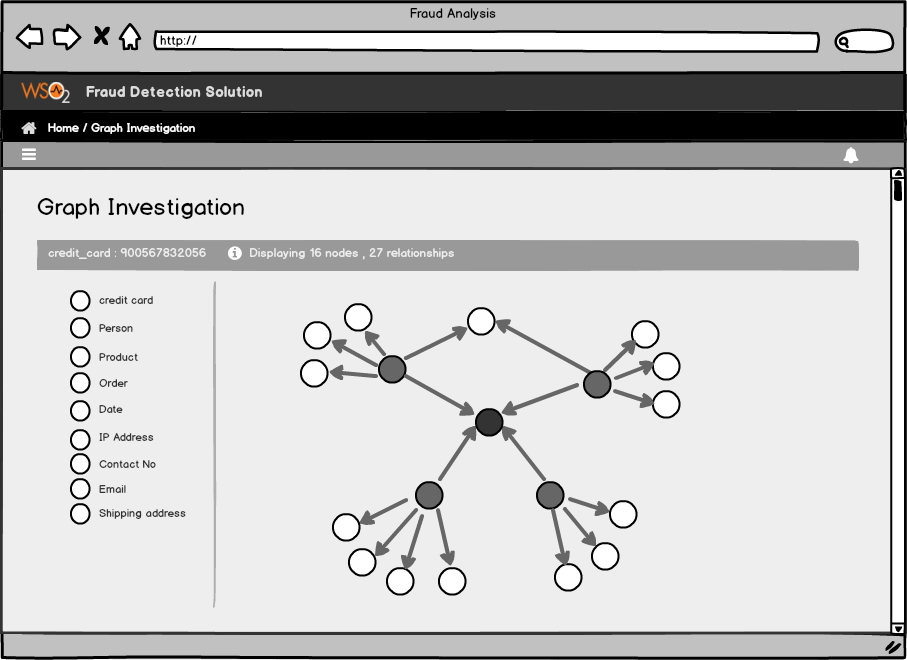 Fraud Analysis
http://
WSO2 Fraud Detection Solution
Home / Graph Investigation
Graph Investigation
credit_card : 900567832056 Displaying 16 nodes , 27 relationships
credit card
Person
Product
Order
Date
IP Address
Contact No
Email
Shipping address